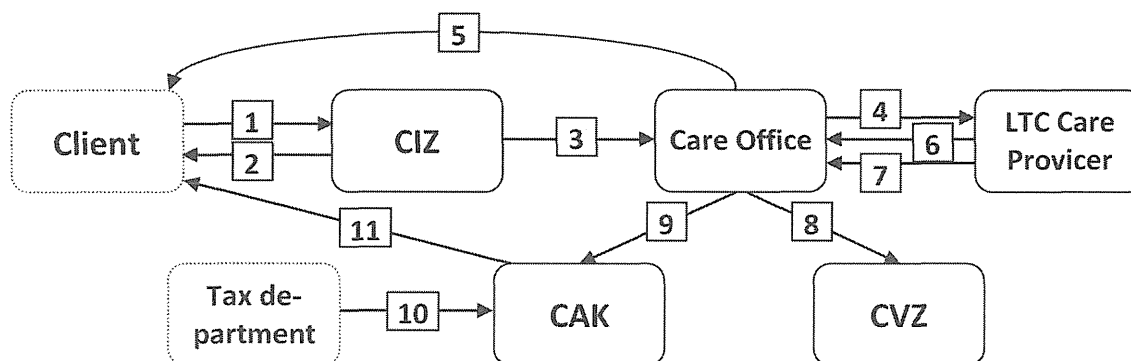 5
Client
1
2
CIZ
3
Care Office
4
6
7
LTC Care
Provicer
11
9
8
Tax de-
partment
10
CAK
CVZ